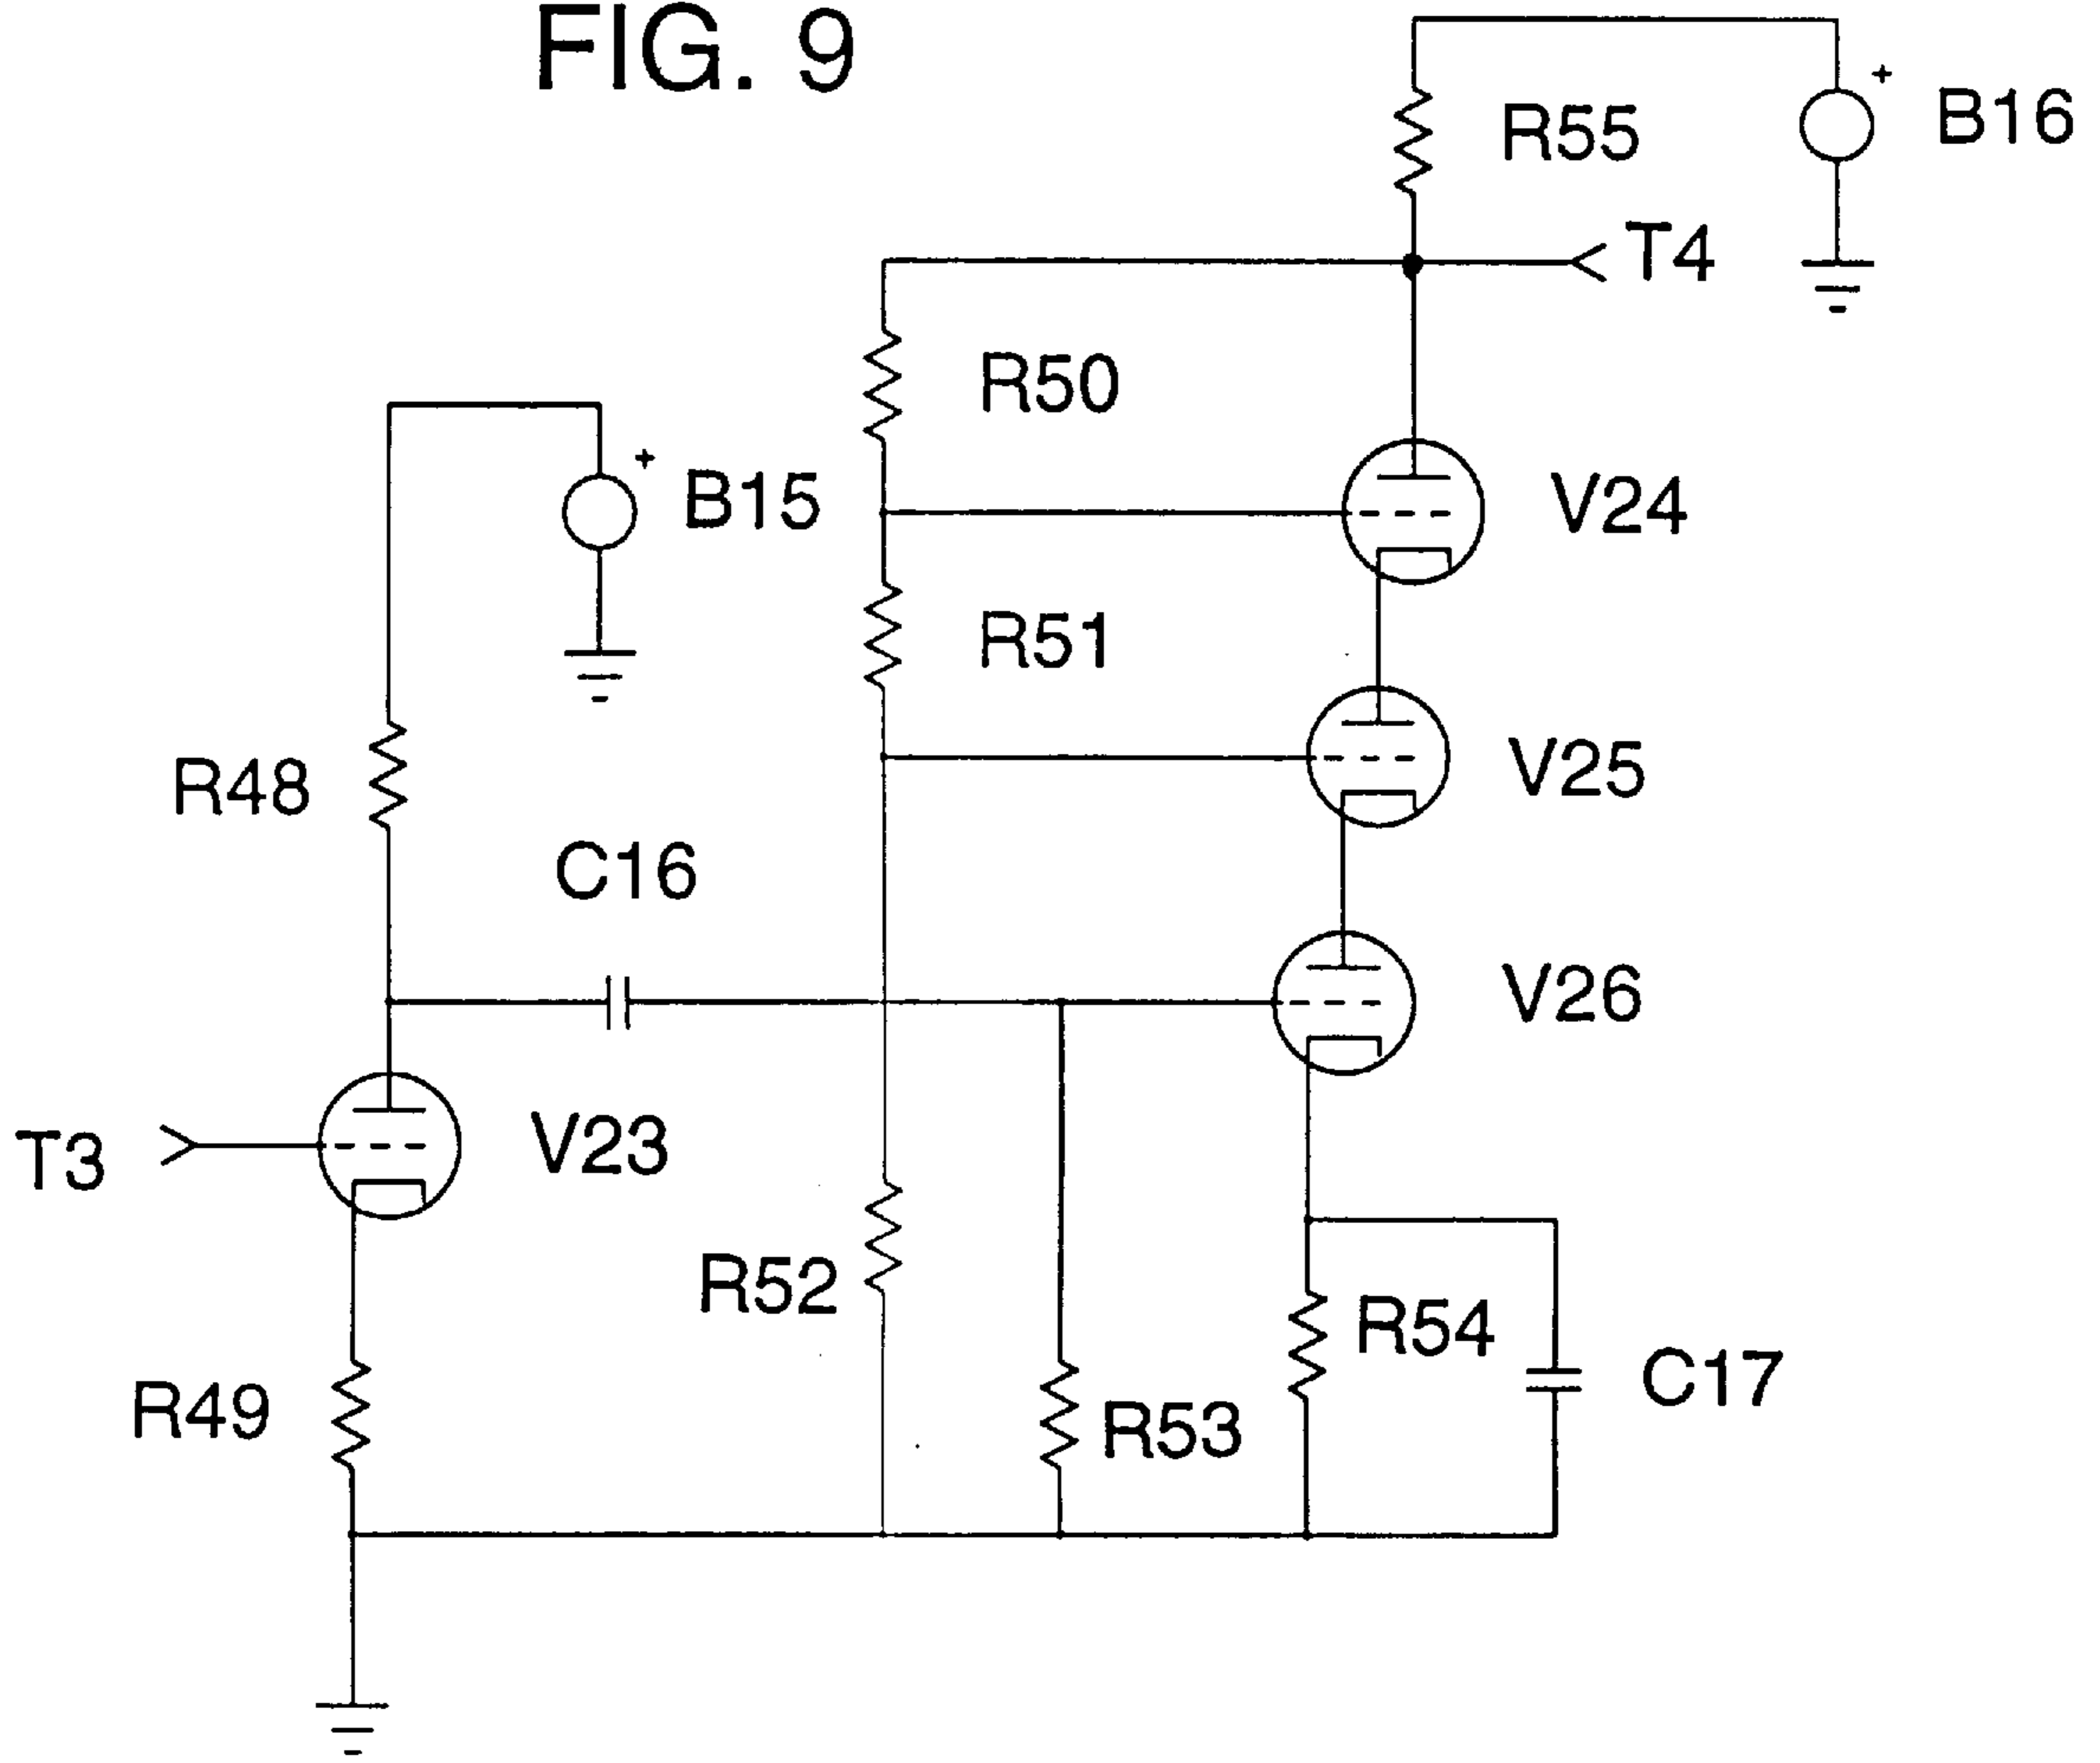 FIG. 9
+
R55
B16
T4
R50
+
B15
V24
R51
V25
R48
C16
V26
T3
V23
R52
R54
C17
R49
R53